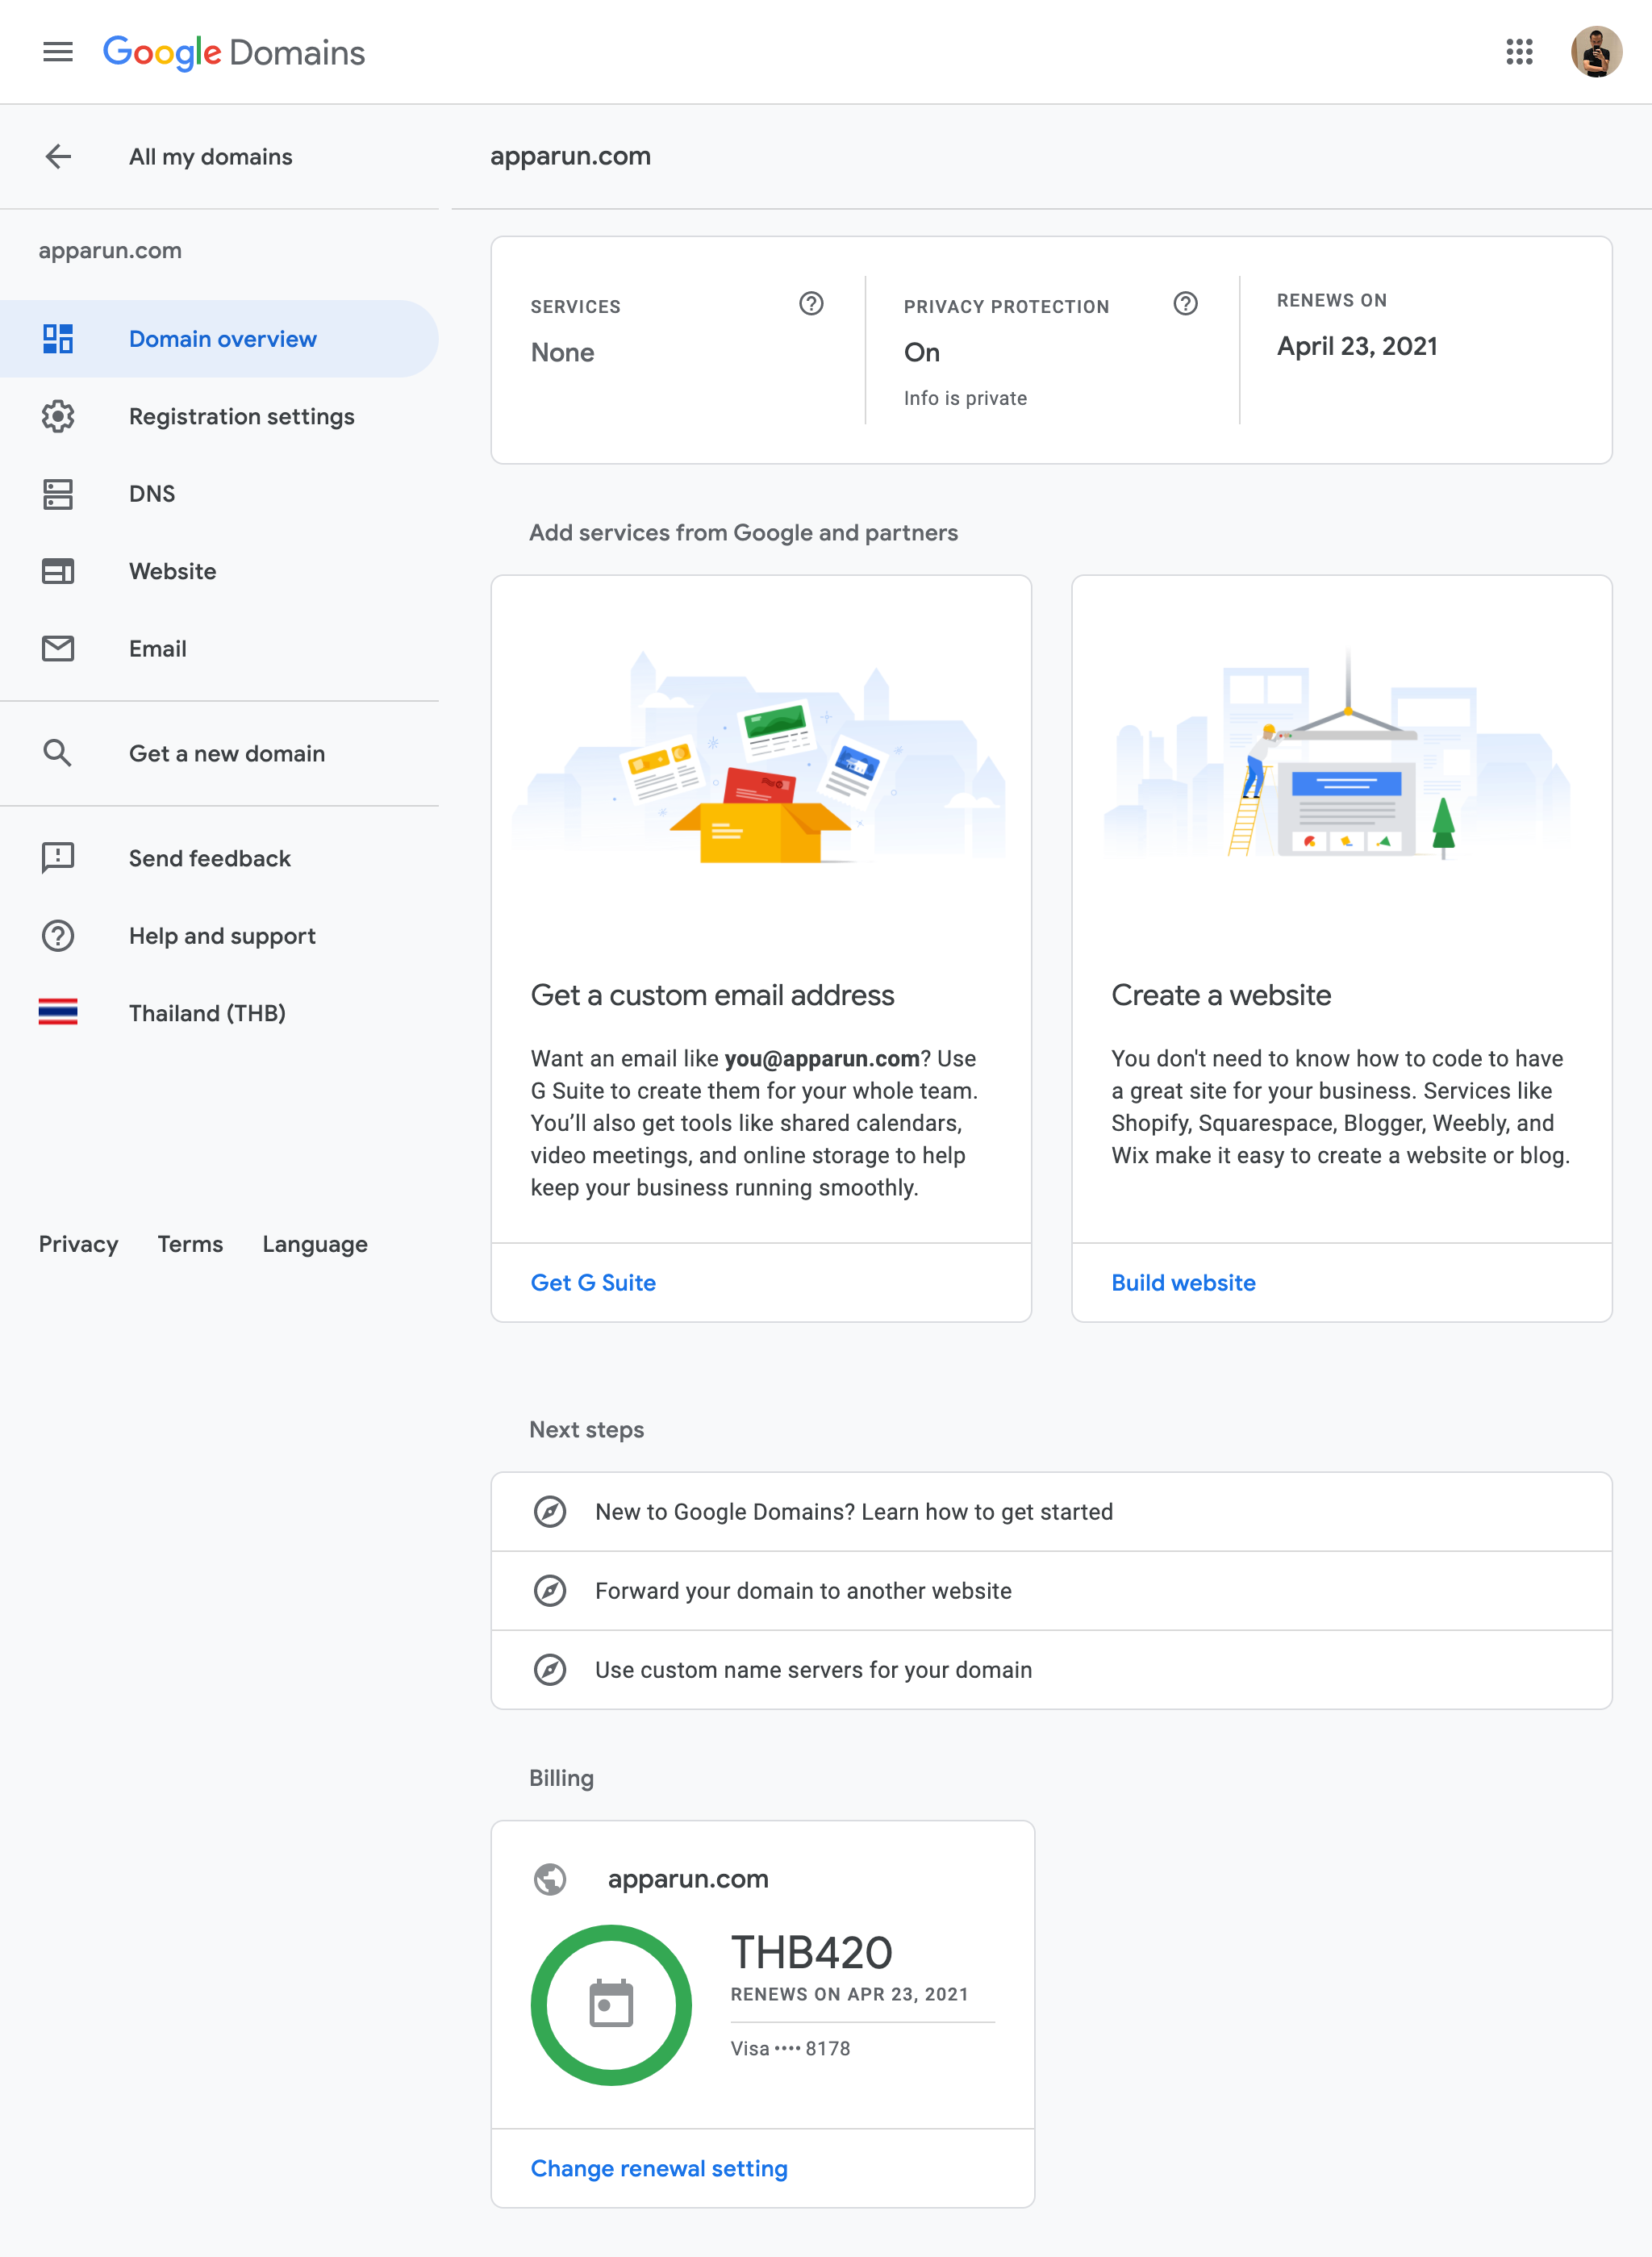 Google Domains
All my domains
apparun.com
apparun.com
Domain overview
Registration settings
DNS
Website
Email
Get a new domain
Send feedback
Help and support
Thailand (THB)
Privacy Terms Language
SERVICES
None
PRIVACY PROTECTION
On
Info is private
RENEWS ON
April 23, 2021
Add services from Google and partners
Get a custom email address
Want an email like you@apparun.com? Use
G Suite to create them for your whole team.
You’ll also get tools like shared calendars,
video meetings, and online storage to help
keep your business running smoothly.
Get G Suite
Create a website
You don't need to know how to code to have
a great site for your business. Services like
Shopify, Squarespace, Blogger, Weebly, and
Wix make it easy to create a website or blog.
Build website
Next steps
New to Google Domains? Learn how to get started
Forward your domain to another website
Use custom name servers for your domain
Billing
apparun.com
THB420
RENEWS ON APR 23, 2021
Visa •••• 8178
Change renewal setting